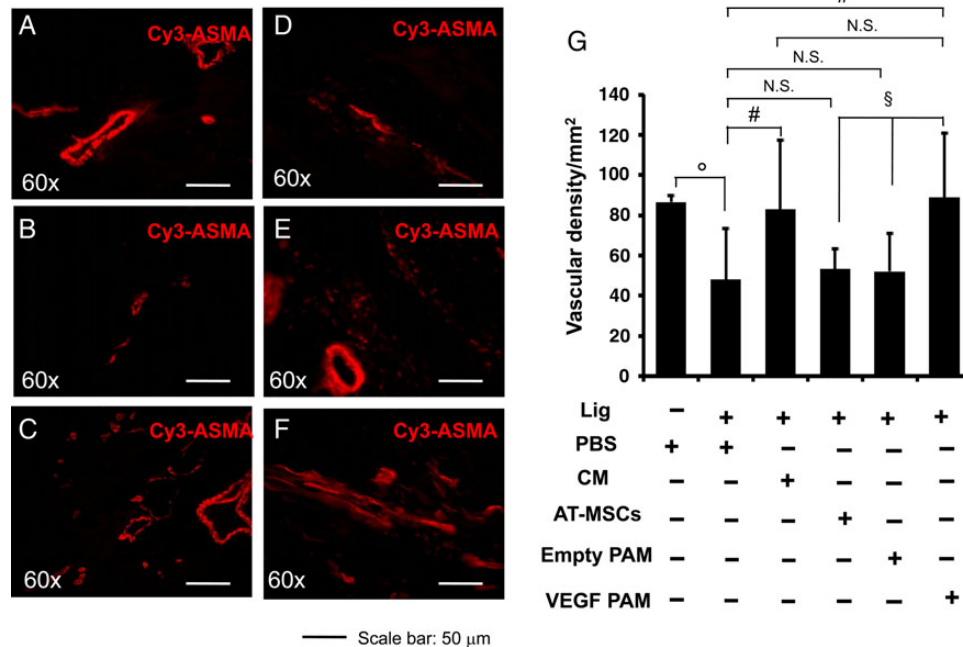 A Cy3-ASMA
60x
D Cy3-ASMA
60x
B Cy3-ASMA
60x
E Cy3-ASMA
60x
C Cy3-ASMA
60x
F Cy3-ASMA
60x
Scale bar: 50 μm
G
N.S.
N.S.
N.S.
§
#
°
Vascular density/mm²
140
120
100
80
60
40
20
0
Lig – + + + + +
PBS + + – – – –
CM – – + – – –
AT-MSCs – – – + – –
Empty PAM – – – – + –
VEGF PAM – – – – – +